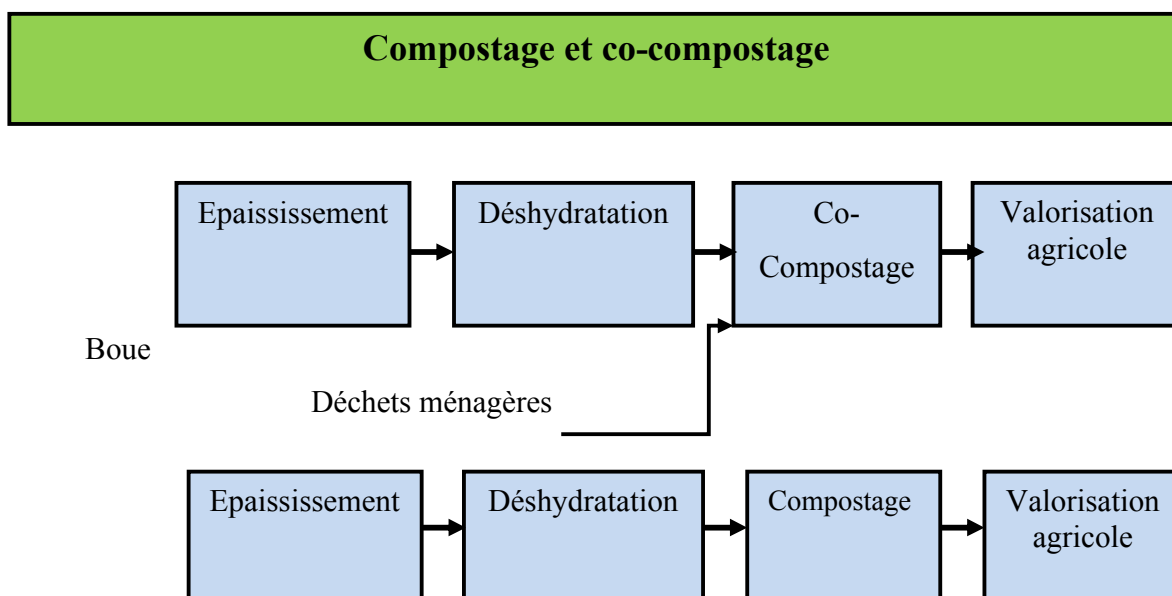 Compostage et co-compostage
Epaississement
Déshydratation
Co-
Compostage
Valorisation
agricole
Boue
Déchets ménagères
Epaississement
Déshydratation
Compostage
Valorisation
agricole